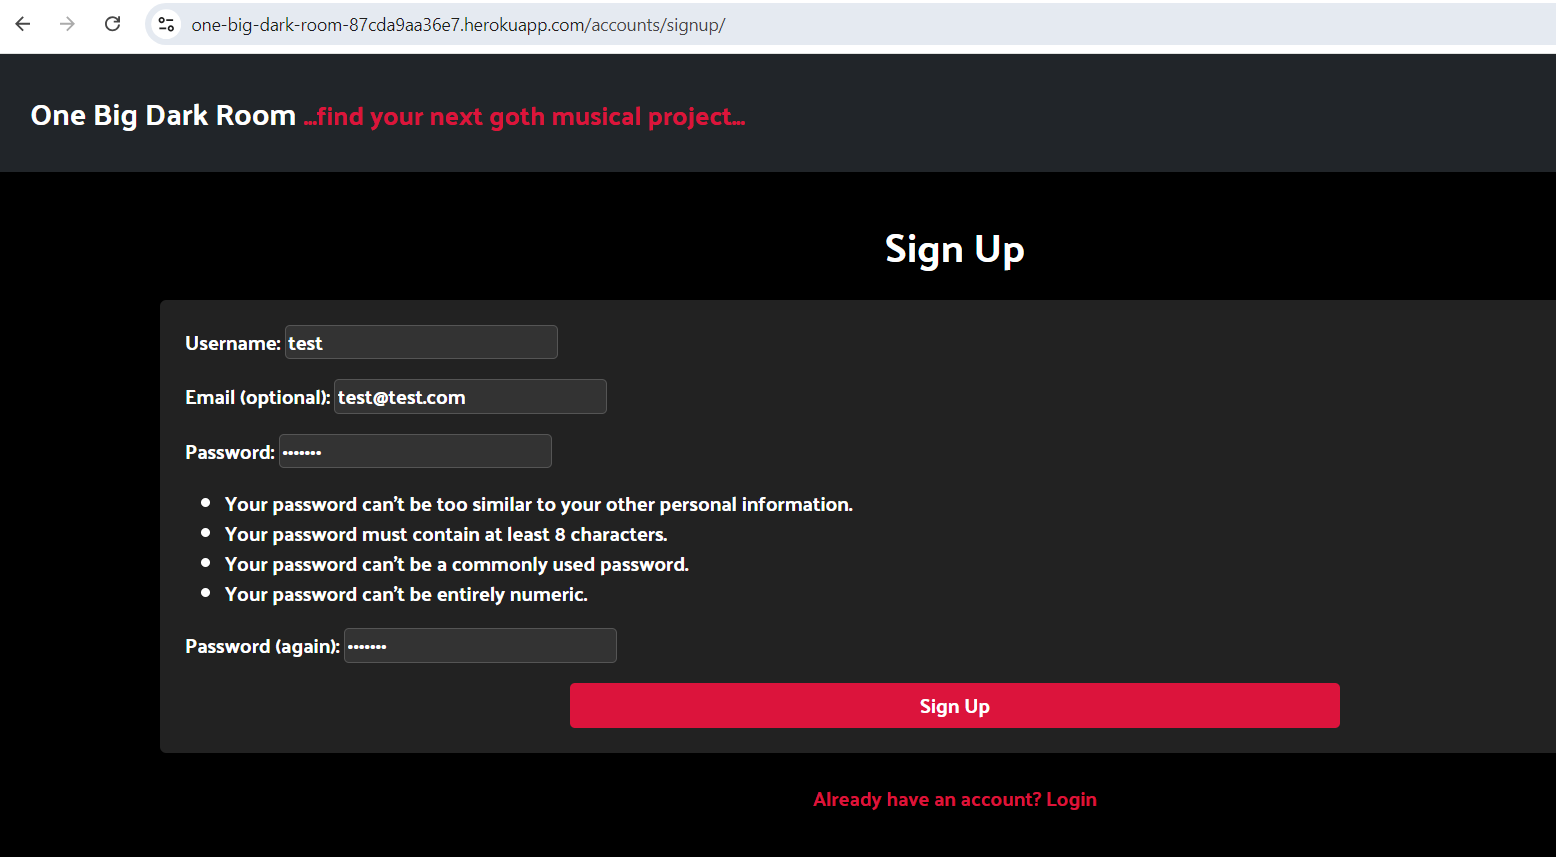 one-big-dark-room-87cda9aa36e7.herokuapp.com/accounts/signup/
One Big Dark Room ...find your next goth musical project...
Sign Up
Username: test
Email (optional): test@test.com
Password: •••••••
• Your password can’t be too similar to your other personal information.
• Your password must contain at least 8 characters.
• Your password can’t be a commonly used password.
• Your password can’t be entirely numeric.
Password (again): •••••••
Sign Up
Already have an account? Login